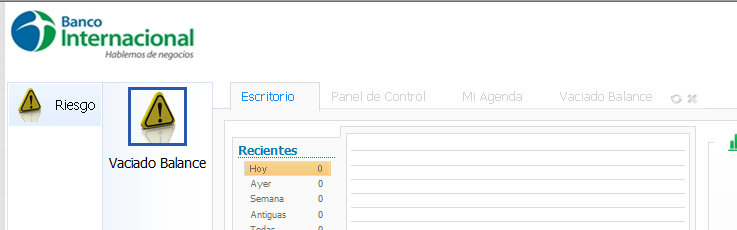 Banco
Internacional
Hablemos de negocios
Riesgo
Vaciado Balance
Escritorio
Panel de Control
Mi Agenda
Vaciado Balance
Recientes
Hoy 0
Ayer 0
Semana 0
Antiguas 0
Todas 0